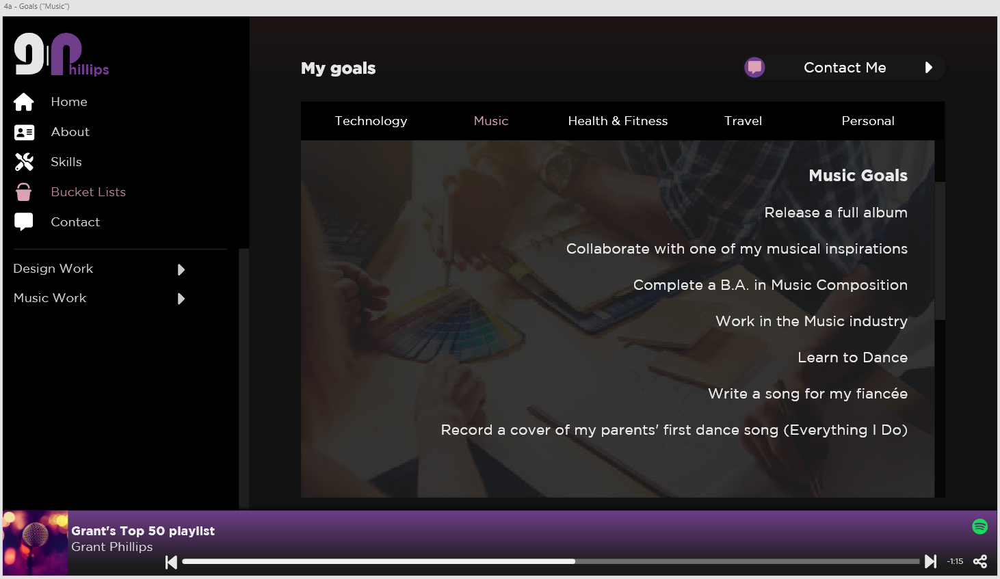 4a - Goals ("Music")
gPhillips
Home
About
Skills
Bucket Lists
Contact
Design Work
Music Work
My goals
Contact Me
Technology Music Health & Fitness Travel Personal
Music Goals
Release a full album
Collaborate with one of my musical inspirations
Complete a B.A. in Music Composition
Work in the Music industry
Learn to Dance
Write a song for my fiancée
Record a cover of my parents' first dance song (Everything I Do)
Grant's Top 50 playlist
Grant Phillips
-1:15